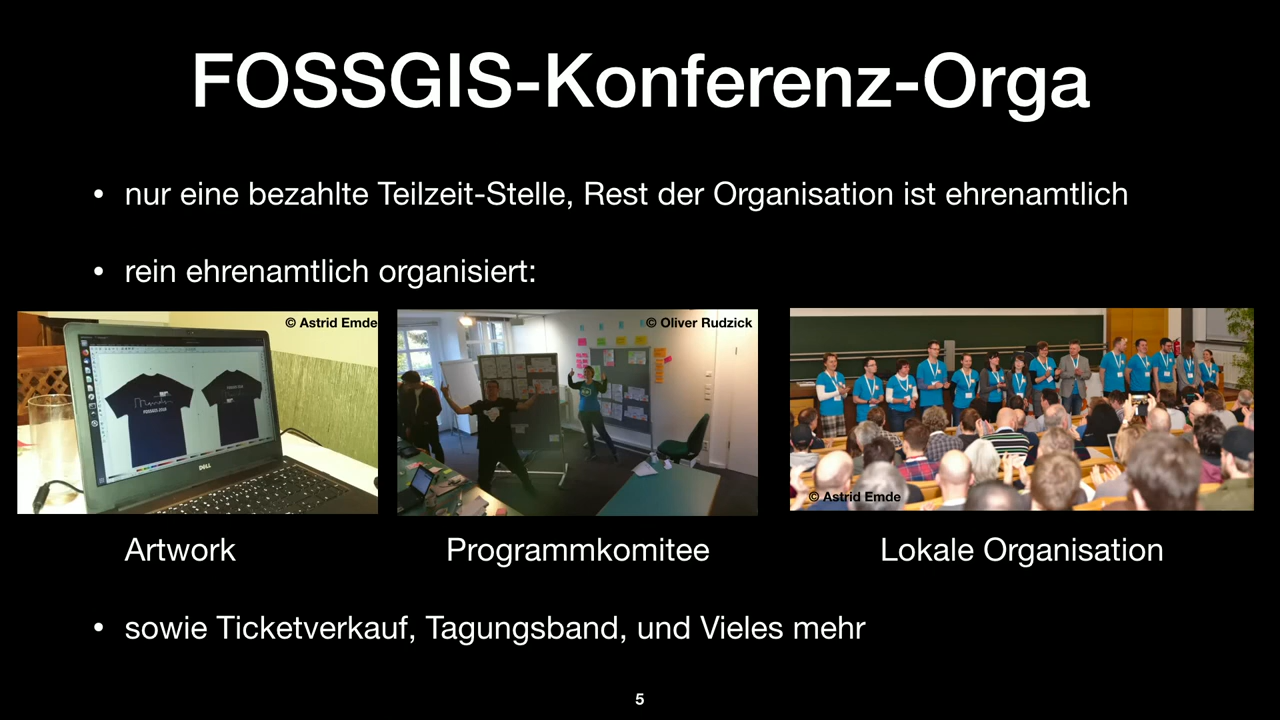 FOSSGIS-Konferenz-Orga
• nur eine bezahlte Teilzeit-Stelle, Rest der Organisation ist ehrenamtlich
• rein ehrenamtlich organisiert:
© Astrid Emde
© Oliver Rudzick
© Astrid Emde
DELL
Artwork
Programmkomitee
Lokale Organisation
• sowie Ticketverkauf, Tagungsband, und Vieles mehr
5